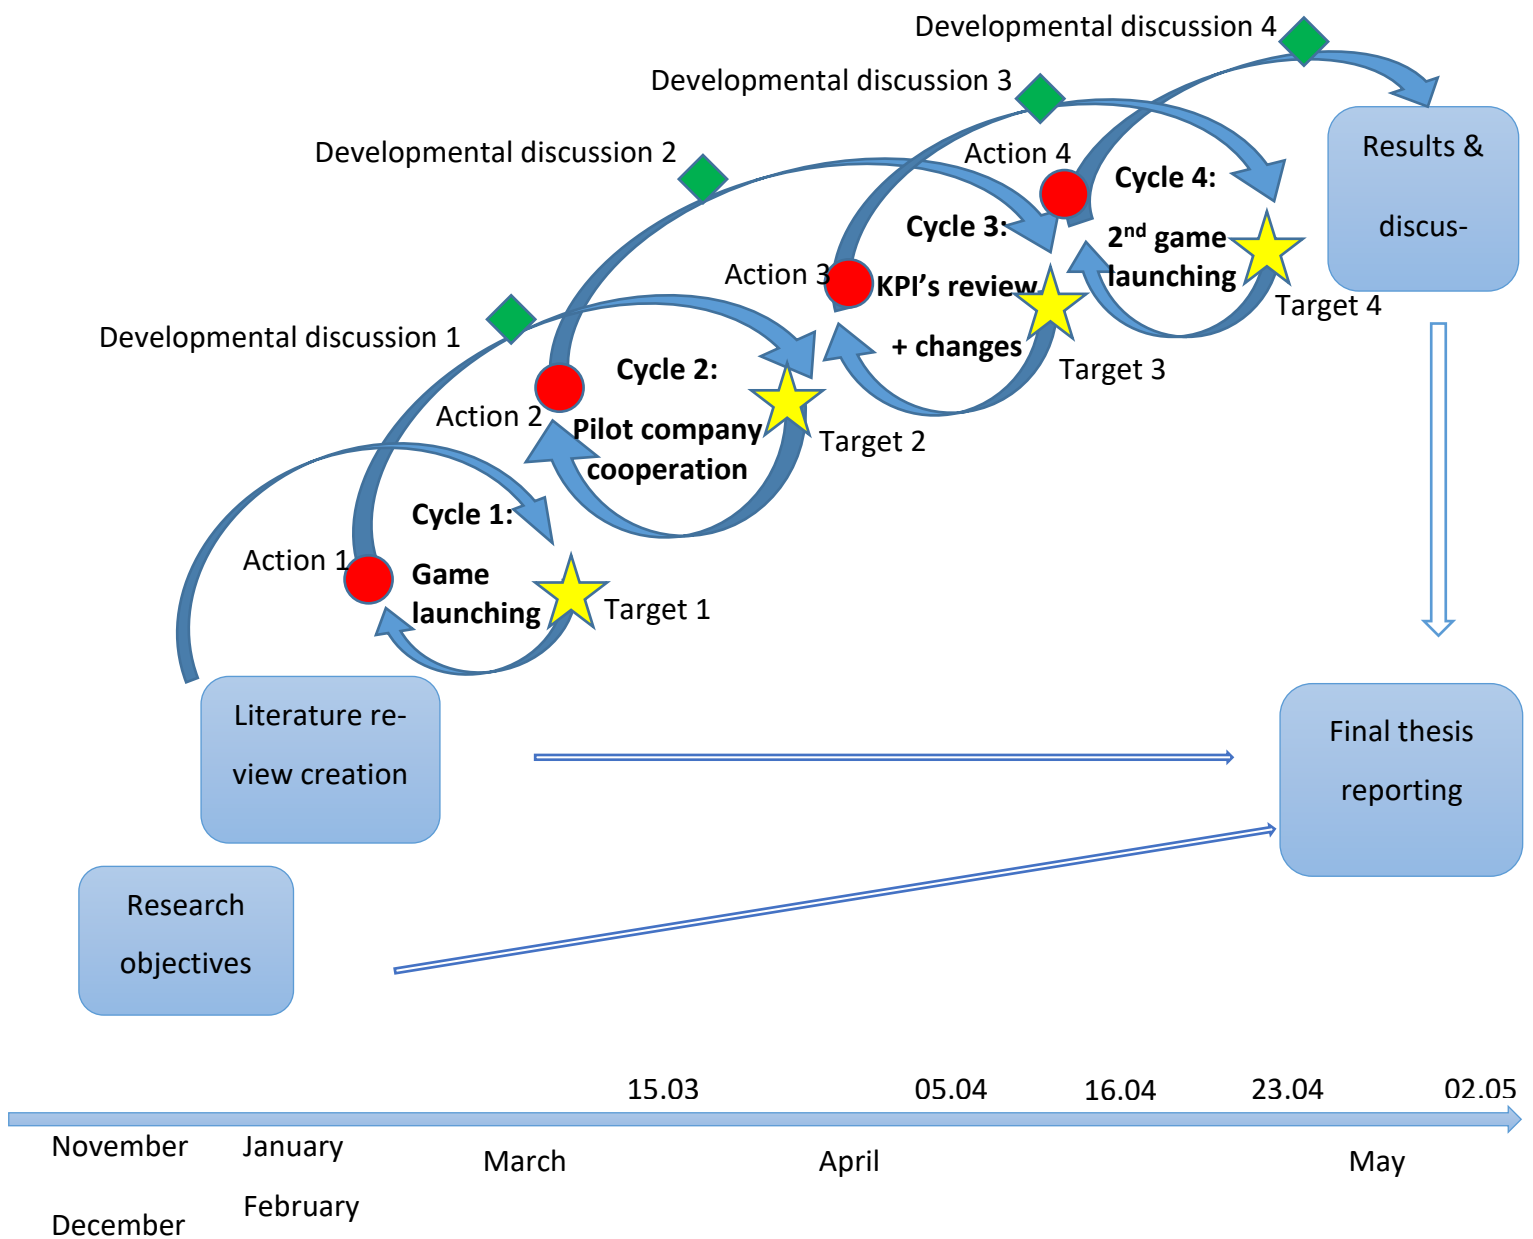 Developmental discussion 4
Developmental discussion 3
Developmental discussion 2
Developmental discussion 1
Action 4
Cycle 4:
2nd game
launching
Target 4
Results &
discus-
Action 3
Cycle 3:
KPI’s review
+ changes
Target 3
Action 2
Cycle 2:
Pilot company
cooperation
Target 2
Action 1
Cycle 1:
Game
launching
Target 1
Literature re-
view creation
Final thesis
reporting
Research
objectives
15.03
05.04
16.04
23.04
02.05
November
December
January
February
March
April
May